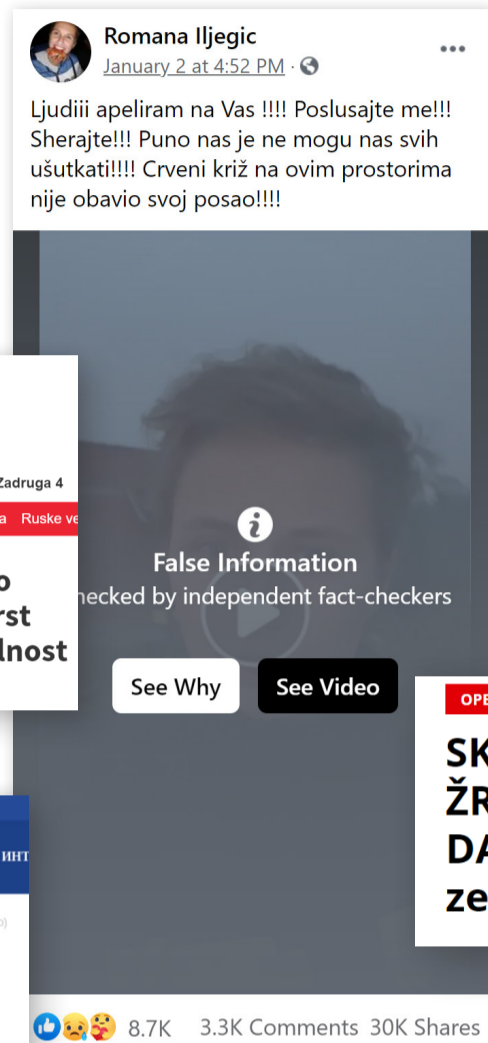 Romana Iljegic
January 2 at 4:52 PM ·
Ljudiii apeliram na Vas !!!! Poslusajte me!!!
Sherajte!!! Puno nas je ne mogu nas svih
ušutkati!!!! Crveni križ na ovim prostorima
nije obavio svoj posao!!!!
Zadruga 4
a Ruske ve
o
rst
lnost
False Information
hecked by independent fact-checkers
See Why
See Video
OPE
SK
ŽR
DA
ze
ИНТ
8.7K 3.3K Comments 30K Shares